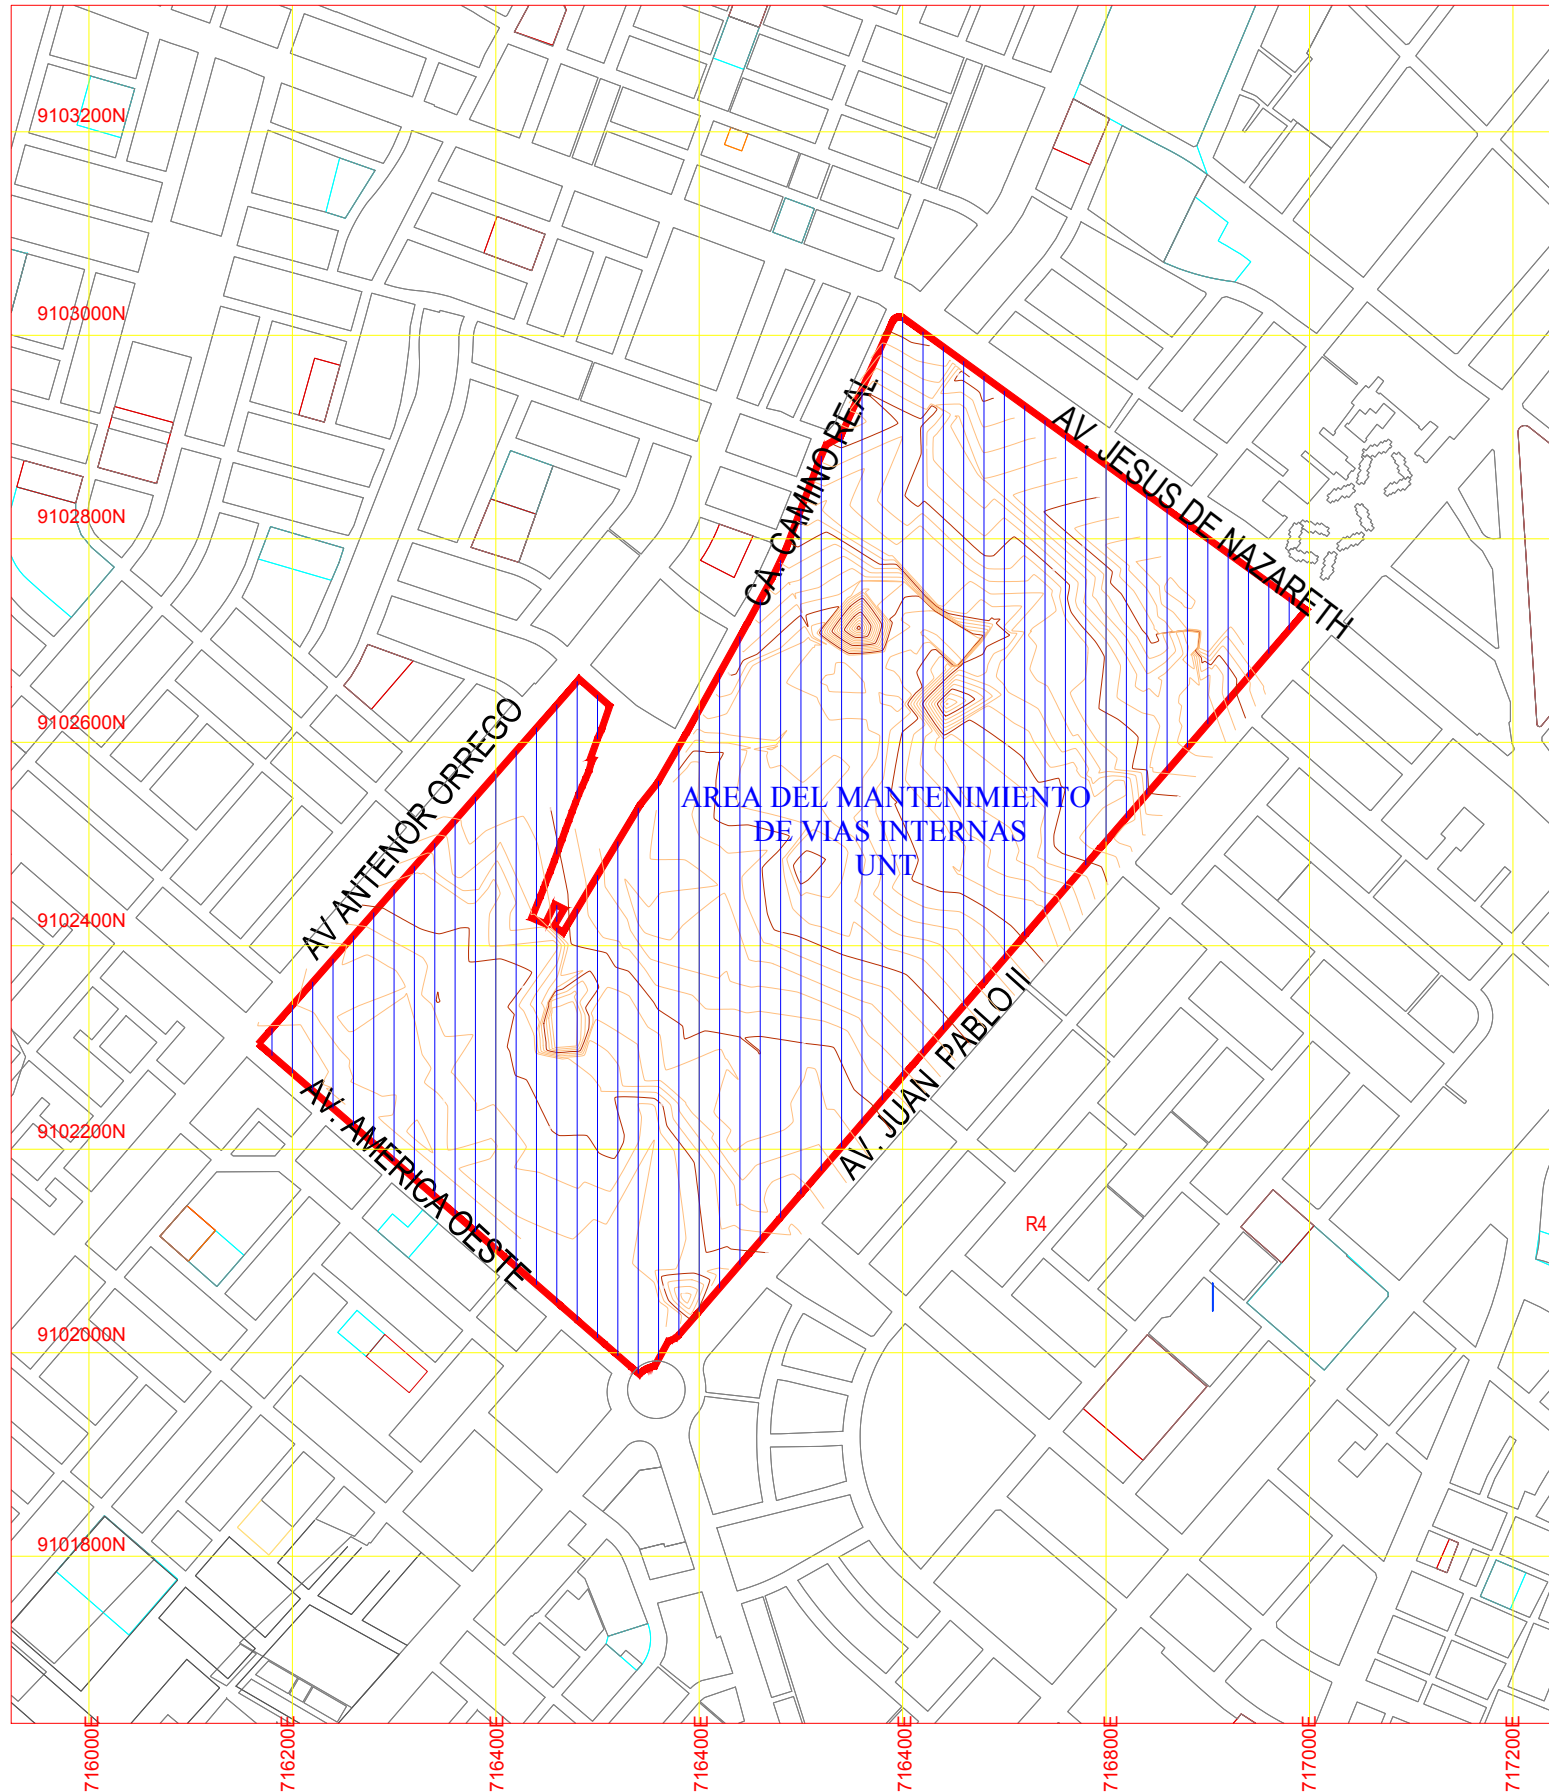 9103200N
9103000N
CA. CAMINO REAL
AV. JESUS DE NAZARETH
9102800N
AV ANTENOR ORREGO
9102600N
AREA DEL MANTENIMIENTO
DE VIAS INTERNAS
UNT
9102400N
AV. JUAN PABLO II
AV. AMERICA OESTE
9102200N
R4
9102000N
9101800N
716000E
716200E
716400E
716400E
716400E
716800E
717000E
717200E